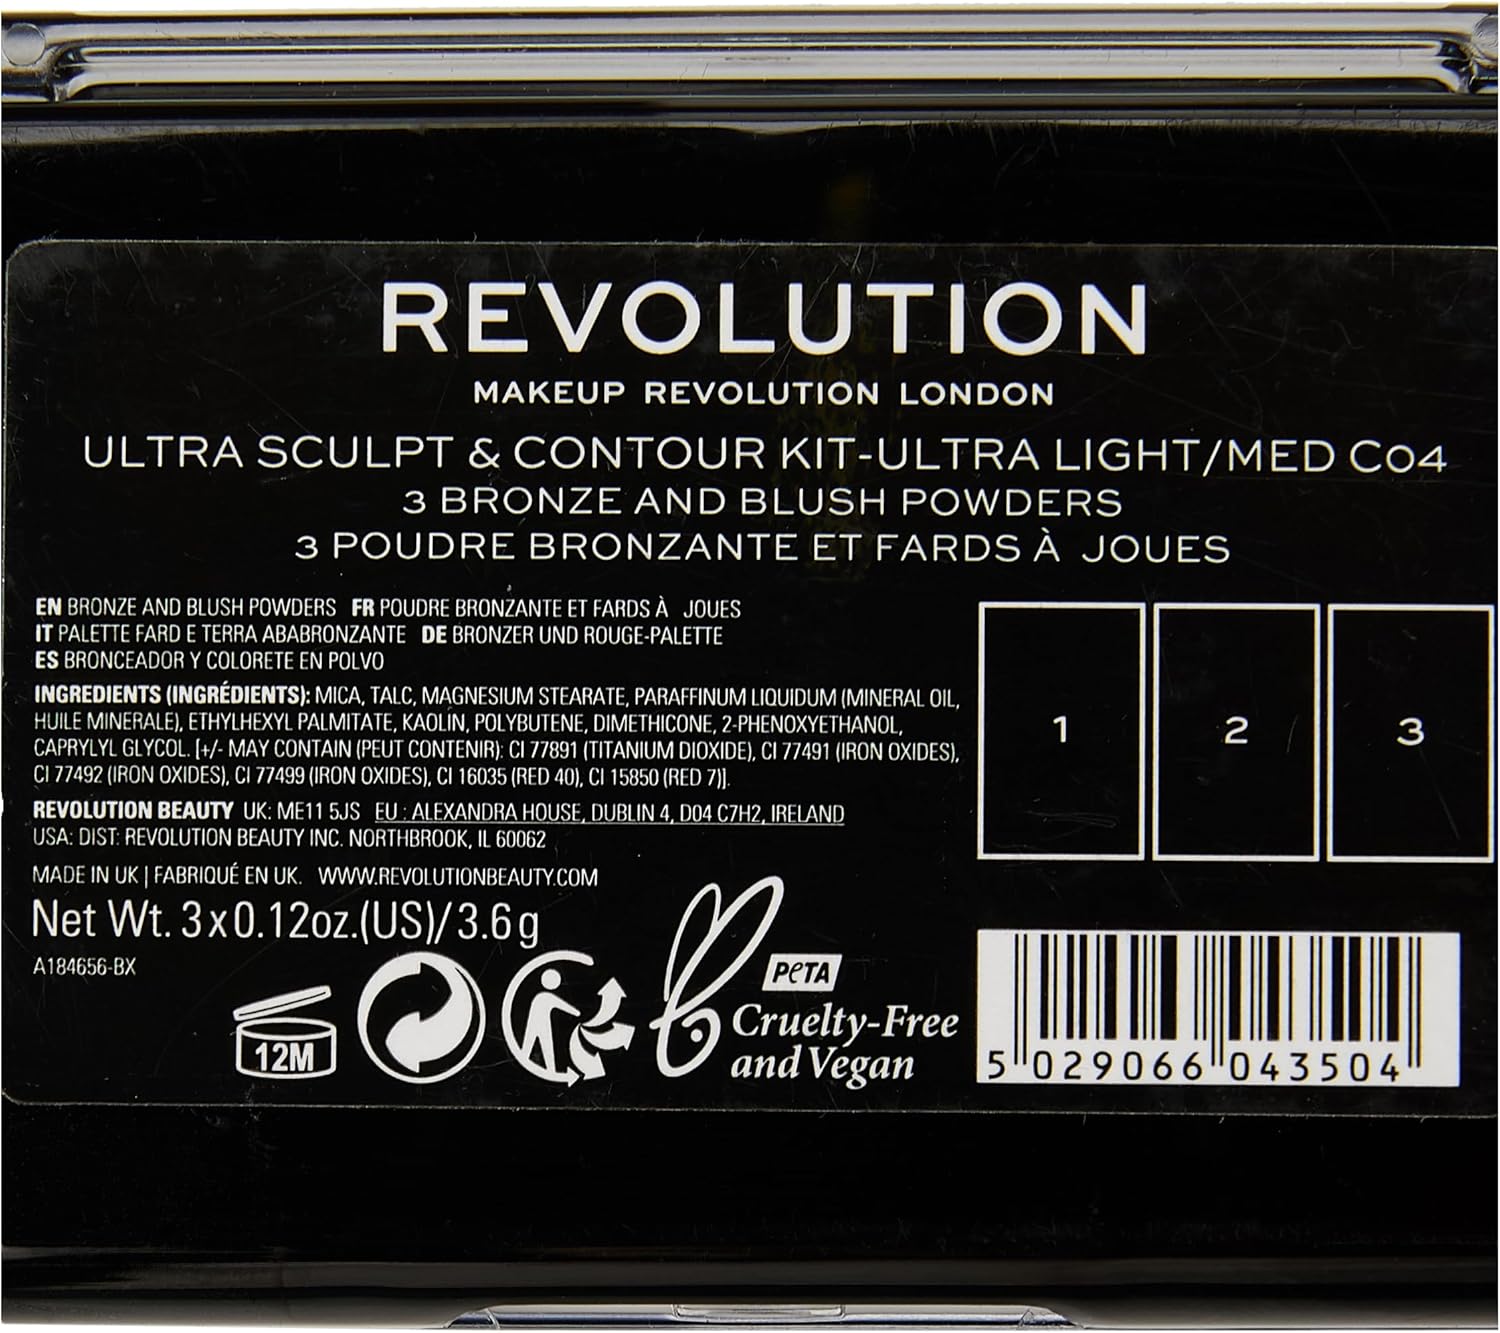 REVOLUTION
MAKEUP REVOLUTION LONDON
ULTRA SCULPT & CONTOUR KIT-ULTRA LIGHT/MED C04
3 BRONZE AND BLUSH POWDERS
3 POUDRE BRONZANTE ET FARDS À JOUES
EN BRONZE AND BLUSH POWDERS FR POUDRE BRONZANTE ET FARDS À JOUES
IT PALETTE FARD E TERRA ABABRONZANTE DE BRONZER UND ROUGE-PALETTE
ES BRONCEADOR Y COLORETE EN POLVO
INGREDIENTS (INGRÉDIENTS): MICA, TALC, MAGNESIUM STEARATE, PARAFFINUM LIQUIDUM (MINERAL OIL,
HUILE MINERALE), ETHYLHEXYL PALMITATE, KAOLIN, POLYBUTENE, DIMETHICONE, 2-PHENOXYETHANOL,
CAPRYLYL GLYCOL. [+/- MAY CONTAIN (PEUT CONTENIR): CI 77891 (TITANIUM DIOXIDE), CI 77491 (IRON OXIDES),
CI 77492 (IRON OXIDES), CI 77499 (IRON OXIDES), CI 16035 (RED 40), CI 15850 (RED 7)].
REVOLUTION BEAUTY UK: ME11 5JS EU : ALEXANDRA HOUSE, DUBLIN 4, D04 C7H2, IRELAND
USA: DIST: REVOLUTION BEAUTY INC. NORTHBROOK, IL 60062
MADE IN UK | FABRIQUÉ EN UK. WWW.REVOLUTIONBEAUTY.COM
Net Wt. 3x0.12oz.(US)/3.6g
A184656-BX
12M
PETA
Cruelty-Free
and Vegan
1 2 3
5 029066 043504